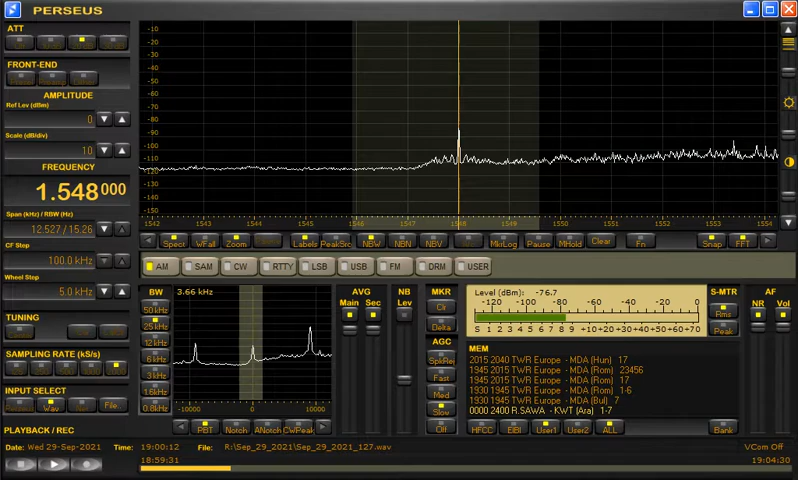 PERSEUS
ATT
FRONT-END
AMPLITUDE
Ref Lev (dBm)
0
Scale (dB/div)
10
FREQUENCY
1.548000
Span (kHz) / RBW (Hz)
12.527 / 15.26
CF Step
100.0 kHz
Wheel Step
5.0 kHz
TUNING
SAMPLING RATE (kS/s)
INPUT SELECT
Wav
File..
PLAYBACK / REC
-10
-20
-30
-40
-50
-60
-70
-80
-90
-100
-110
-120
-130
-140
-150
1542 1543 1544 1545 1546 1547 1548 1549 1550 1551 1552 1553 1554
Spect WFall Zoom Labels PeakSrc NBW NBN NBV MkrLog Pause MHold Clear Fn Snap FFT
AM SAM CW RTTY LSB USB FM DRM USER
BW
50kHz
25 kHz
12kHz
6 kHz
3 kHz
1.6kHz
0.8kHz
3.66 kHz
-10000 0 10000
PBT Notch ANotch CWPeak
AVG
Main Sec
NB
Lev
MKR
Clr
Delta
AGC
SpkRej
Fast
Med
Slow
Off
Level (dBm): -76.7
-120 -100 -80 -60 -40 -20 0
S 1 2 3 4 5 6 7 8 9 +10 +20 +30 +40 +50 +60 +70
S-MTR
Rms
Peak
AF
NR Vol
MEM
2015 2040 TWR Europe - MDA (Hun) 17
1945 2015 TWR Europe - MDA (Rom) 23456
1945 2015 TWR Europe - MDA (Rom) 17
1930 1945 TWR Europe - MDA (Rom) 1-6
1930 1945 TWR Europe - MDA (Bul) 7
0000 2400 R.SAWA - KWT (Ara) 1-7
HFCC EIBI User1 User2 ALL Bank
Date: Wed 29-Sep-2021 Time: 19:00:12 File: R:\Sep_29_2021\Sep_29_2021_127.wav VCom Off
18:59:31 19:04:30